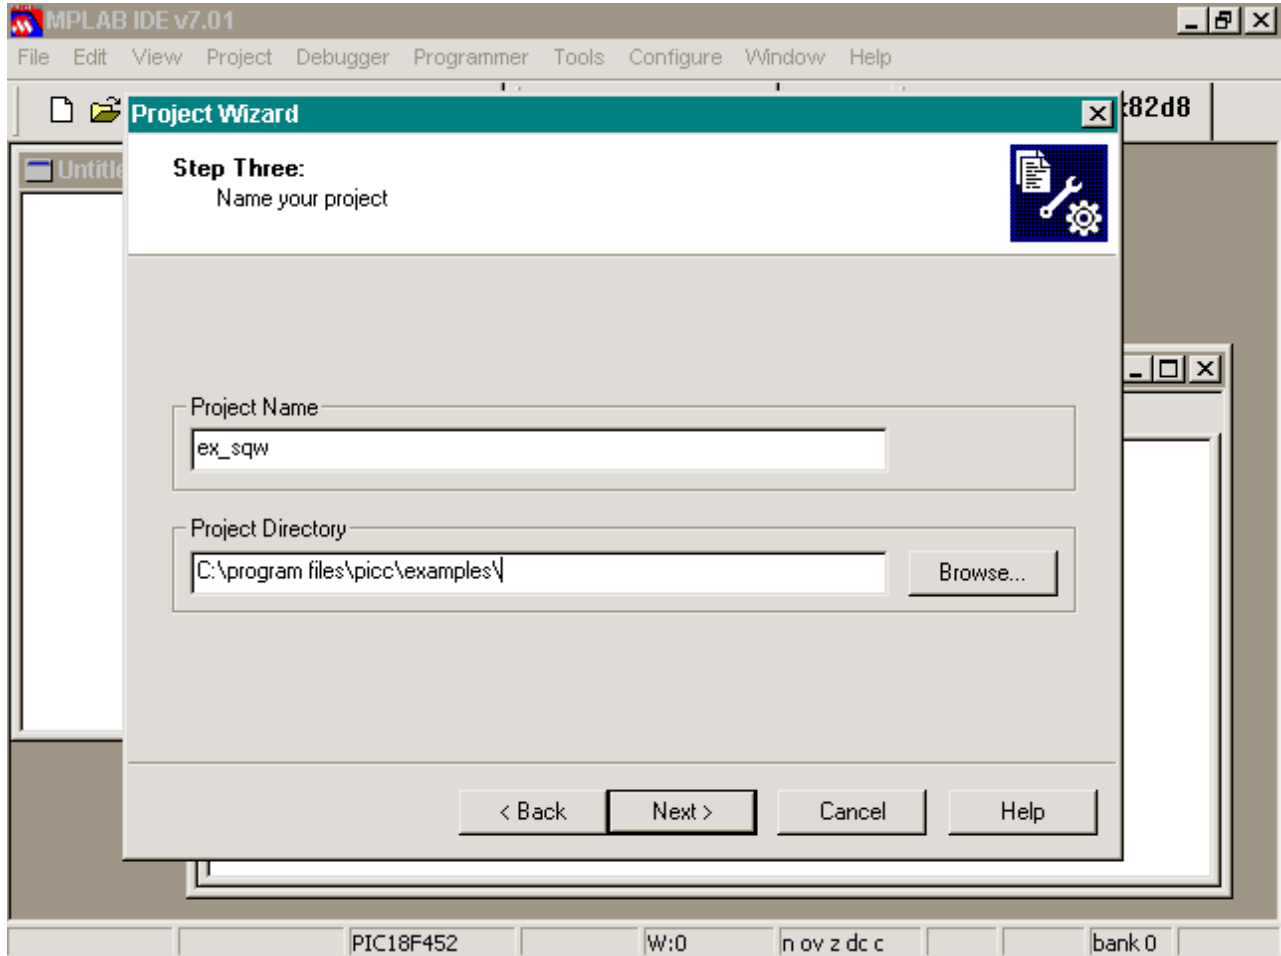 MPLAB IDE v7.01
File Edit View Project Debugger Programmer Tools Configure Window Help
82d8
Project Wizard
Step Three:
Name your project
Project Name
ex_sqw
Project Directory
C:\program files\picc\examples\
Browse...
< Back Next > Cancel Help
PIC18F452 W:0 n ov z dc c bank 0